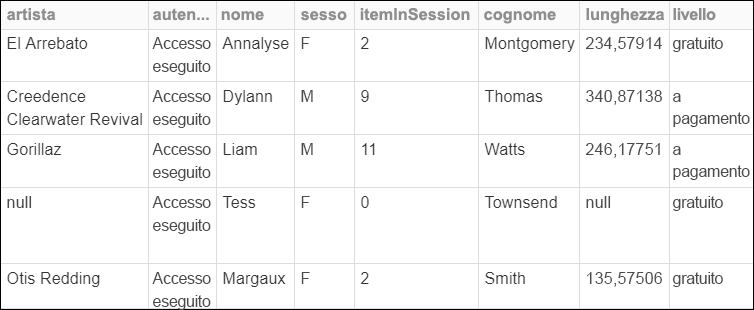 artista auten... nome sesso itemInSession cognome lunghezza livello
El Arrebato Accesso Annalyse F 2 Montgomery 234,57914 gratuito
eseguito
Creedence Accesso Dylann M 9 Thomas 340,87138 a
Clearwater Revival eseguito pagamento
Gorillaz Accesso Liam M 11 Watts 246,17751 a
eseguito pagamento
null Accesso Tess F 0 Townsend null gratuito
eseguito
Otis Redding Accesso Margaux F 2 Smith 135,57506 gratuito
eseguito